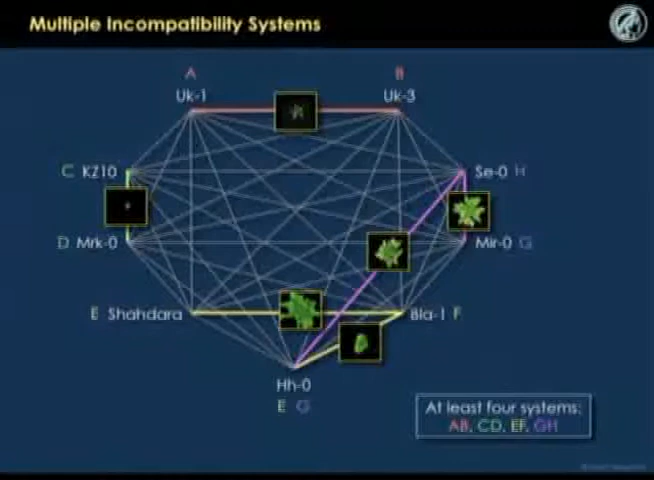 Multiple Incompatibility Systems
A B
Uk-1 Uk-3
C KZ10 Se-0 H
D Mrk-0 Mir-0 G
E Shahdara Bla-1 F
Hh-0
E G
At least four systems:
AB, CD, EF, GH